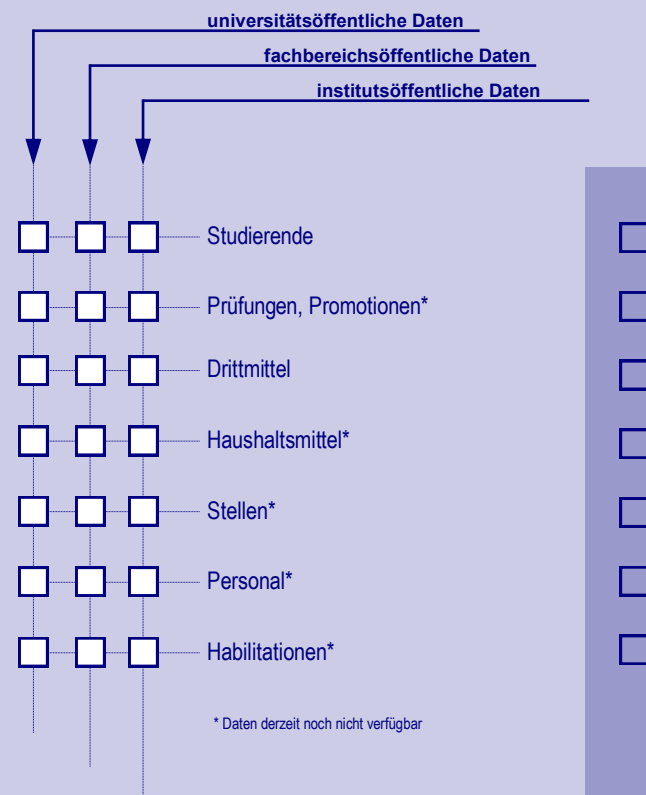 universitätsöffentliche Daten
fachbereichsöffentliche Daten
institutsöffentliche Daten
Studierende
Prüfungen, Promotionen*
Drittmittel
Haushaltsmittel*
Stellen*
Personal*
Habilitationen*
* Daten derzeit noch nicht verfügbar